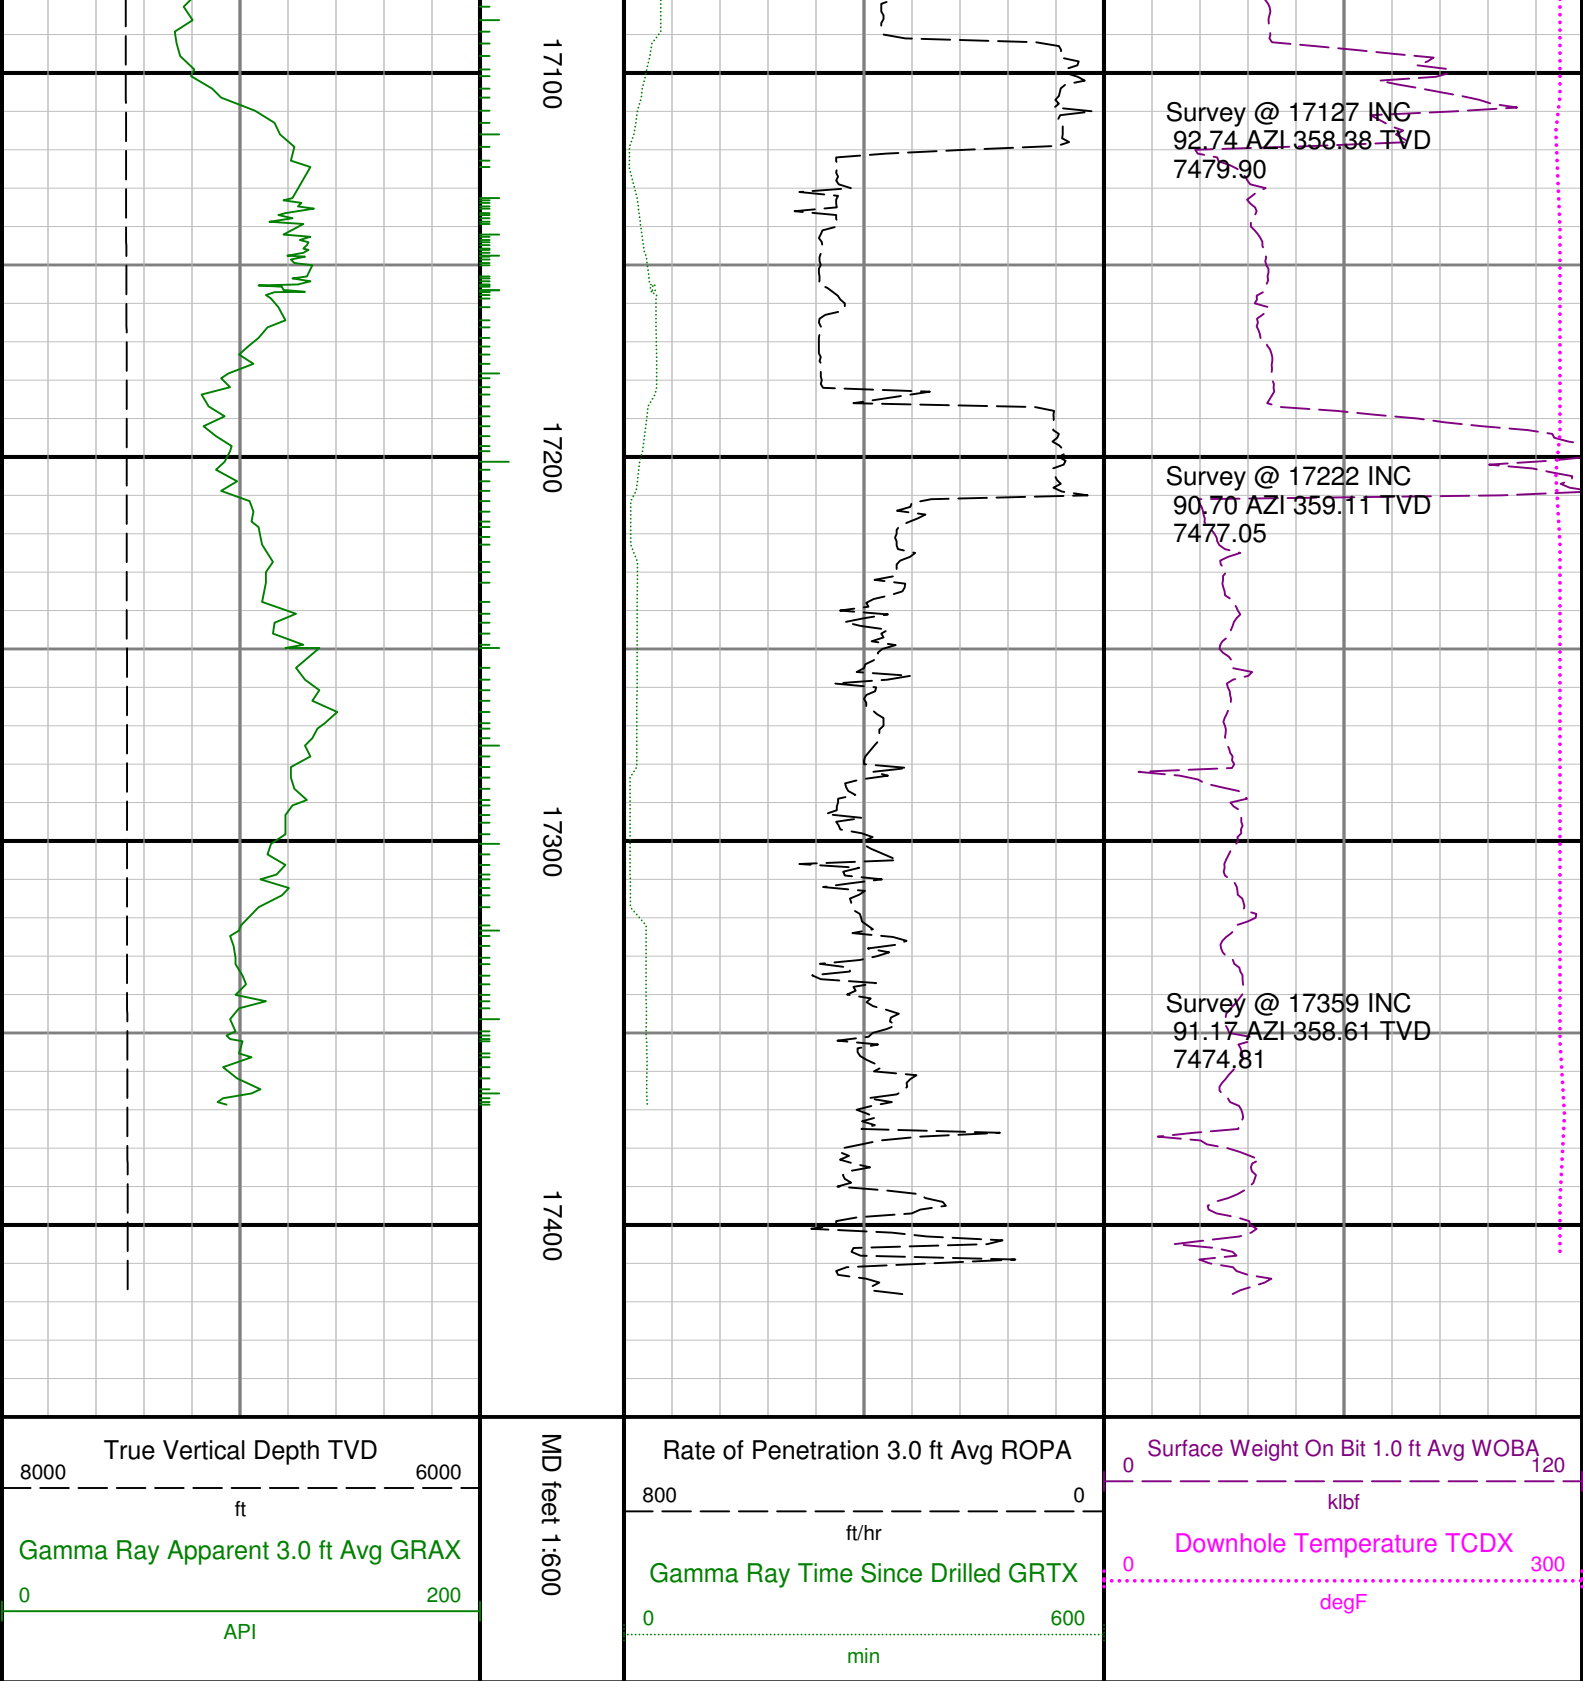 17100
Survey @ 17127 INC
92.74 AZI 358.38 TVD
7479.90
17200
Survey @ 17222 INC
90.70 AZI 359.11 TVD
7477.05
17300
Survey @ 17359 INC
91.17 AZI 358.61 TVD
7474.81
17400
True Vertical Depth TVD
8000 6000
ft
Gamma Ray Apparent 3.0 ft Avg GRAX
0 200
API
MD feet 1:600
Rate of Penetration 3.0 ft Avg ROPA
800 0
ft/hr
Gamma Ray Time Since Drilled GRTX
0 600
min
Surface Weight On Bit 1.0 ft Avg WOBA
0 120
klbf
Downhole Temperature TCDX
0 300
degF